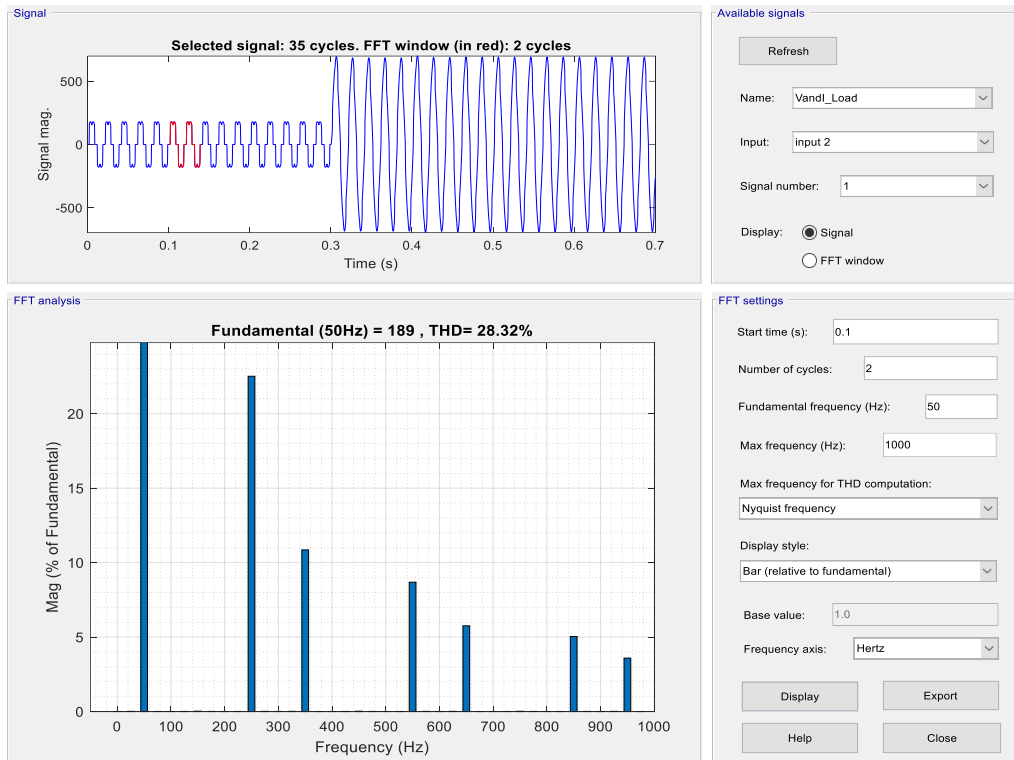 Signal
Selected signal: 35 cycles. FFT window (in red): 2 cycles
Signal mag.
500
0
-500
0 0.1 0.2 0.3 0.4 0.5 0.6 0.7
Time (s)
Available signals
Refresh
Name: VandI_Load
Input: input 2
Signal number: 1
Display: Signal
FFT window
FFT analysis
Fundamental (50Hz) = 189 , THD= 28.32%
Mag (% of Fundamental)
20
15
10
5
0
0 100 200 300 400 500 600 700 800 900 1000
Frequency (Hz)
FFT settings
Start time (s): 0.1
Number of cycles: 2
Fundamental frequency (Hz): 50
Max frequency (Hz): 1000
Max frequency for THD computation:
Nyquist frequency
Display style:
Bar (relative to fundamental)
Base value: 1.0
Frequency axis: Hertz
Display Export
Help Close